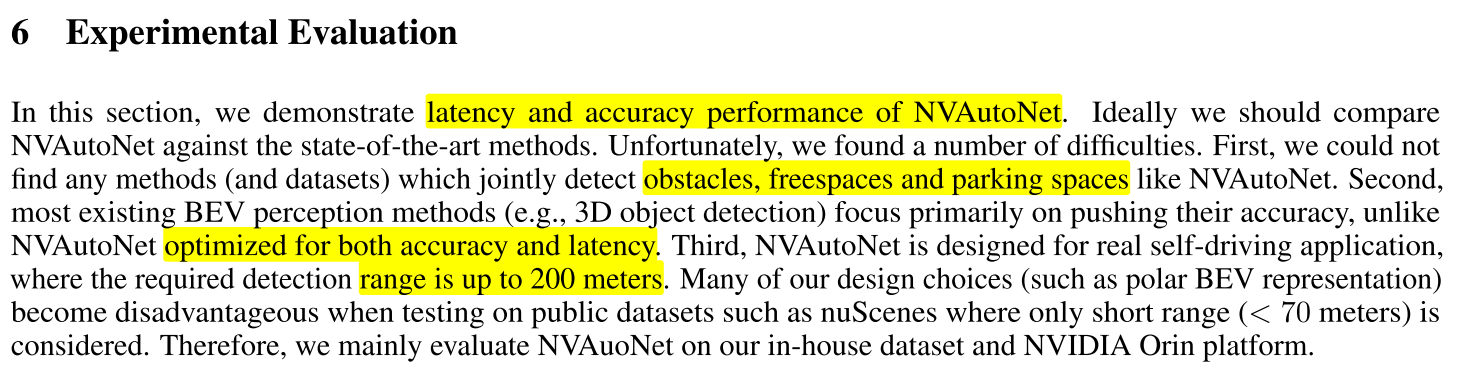 6 Experimental Evaluation
In this section, we demonstrate latency and accuracy performance of NVAutoNet. Ideally we should compare
NVAutoNet against the state-of-the-art methods. Unfortunately, we found a number of difficulties. First, we could not
find any methods (and datasets) which jointly detect obstacles, freespaces and parking spaces like NVAutoNet. Second,
most existing BEV perception methods (e.g., 3D object detection) focus primarily on pushing their accuracy, unlike
NVAutoNet optimized for both accuracy and latency. Third, NVAutoNet is designed for real self-driving application,
where the required detection range is up to 200 meters. Many of our design choices (such as polar BEV representation)
become disadvantageous when testing on public datasets such as nuScenes where only short range (< 70 meters) is
considered. Therefore, we mainly evaluate NVAuoNet on our in-house dataset and NVIDIA Orin platform.